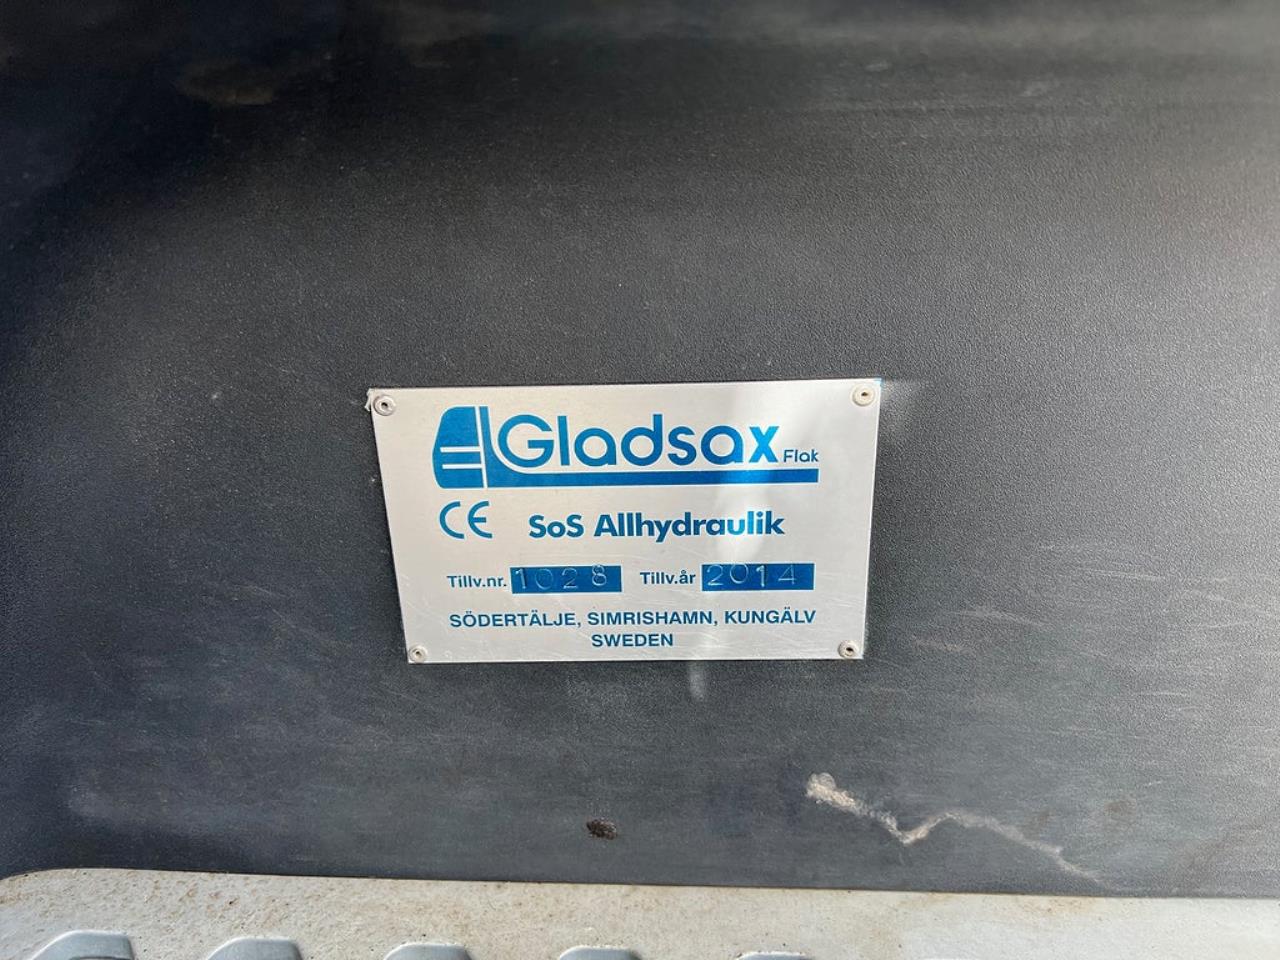 Gladsax Flak
CE SoS Allhydraulik
Tillv.nr. 1028 Tillv.år 2014
SÖDERTÄLJE, SIMRISHAMN, KUNGÄLV
SWEDEN